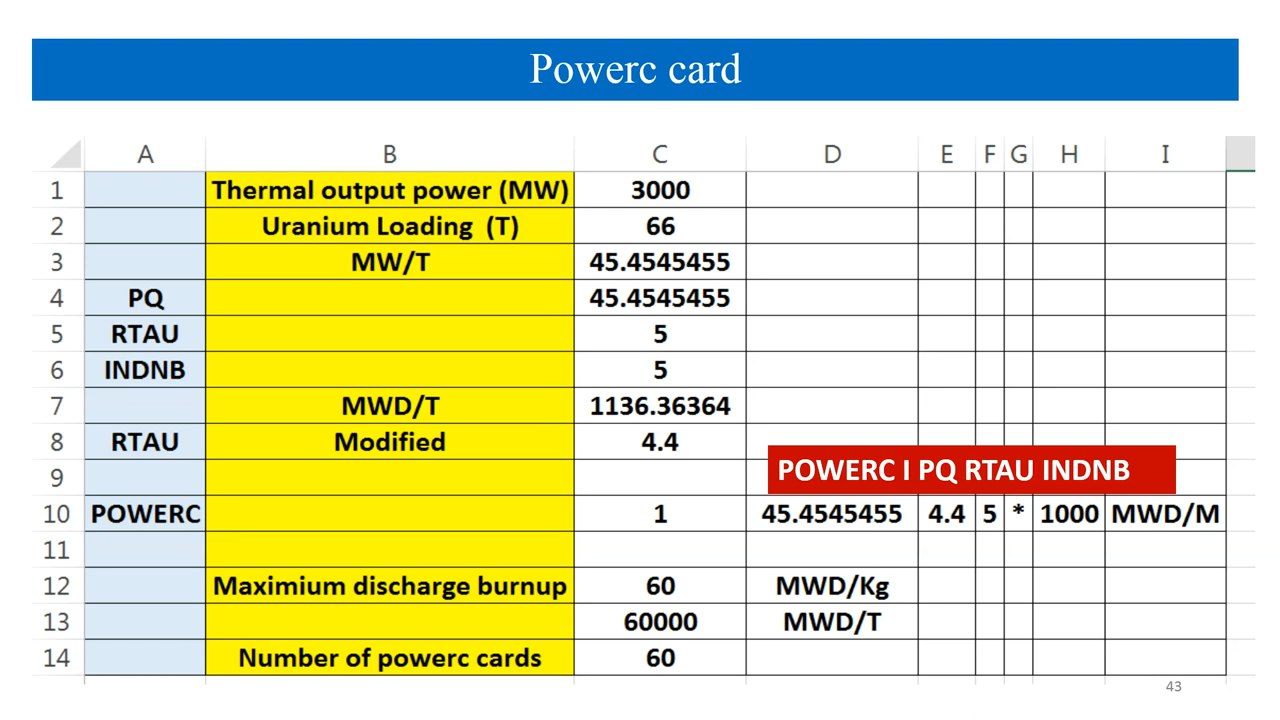 Powerc card
A B C D E F G H I
1 Thermal output power (MW) 3000
2 Uranium Loading (T) 66
3 MW/T 45.4545455
4 PQ 45.4545455
5 RTAU 5
6 INDNB 5
7 MWD/T 1136.36364
8 RTAU Modified 4.4
9 POWERC I PQ RTAU INDNB
10 POWERC 1 45.4545455 4.4 5 * 1000 MWD/M
11
12 Maximium discharge burnup 60 MWD/Kg
13 60000 MWD/T
14 Number of powerc cards 60
43